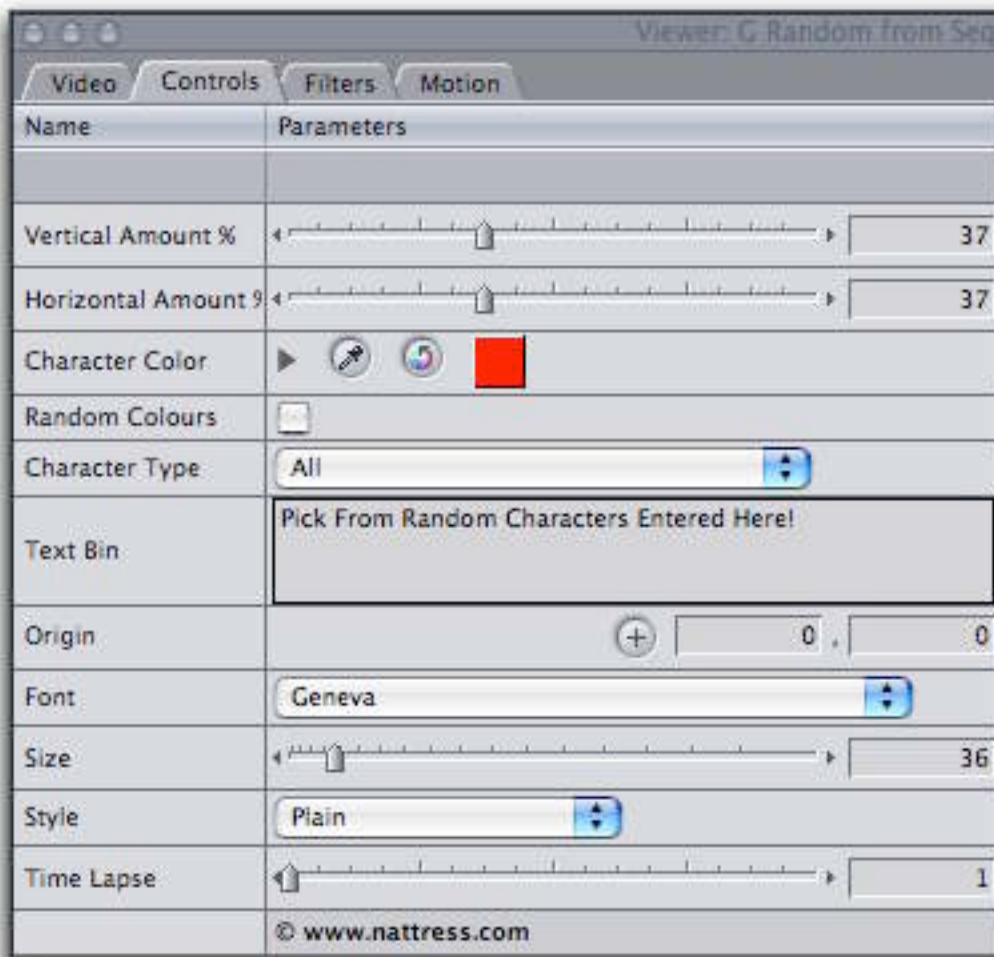 Viewer: G Random from Seq
Video Controls Filters Motion
Name Parameters
Vertical Amount % 37
Horizontal Amount % 37
Character Color
Random Colours
Character Type All
Text Bin Pick From Random Characters Entered Here!
Origin 0 , 0
Font Geneva
Size 36
Style Plain
Time Lapse 1
© www.nattress.com